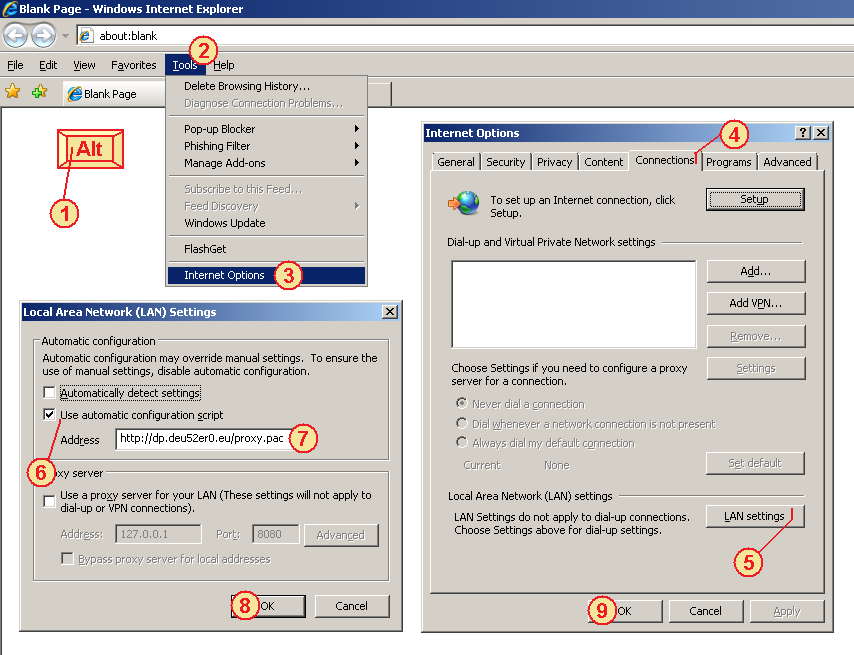 Blank Page - Windows Internet Explorer
about:blank
File Edit View Favorites Tools Help
2
Blank Page
Delete Browsing History...
Diagnose Connection Problems...
Pop-up Blocker
Phishing Filter
Manage Add-ons
Subscribe to this Feed...
Feed Discovery
Windows Update
FlashGet
Internet Options 3
Alt
1
Internet Options ? X
4
General Security Privacy Content Connections Programs Advanced
To set up an Internet connection, click
Setup.
Setup
Dial-up and Virtual Private Network settings
Add...
Add VPN...
Remove...
Settings
Choose Settings if you need to configure a proxy
server for a connection.
Never dial a connection
Dial whenever a network connection is not present
Always dial my default connection
Current None
Set default
Local Area Network (LAN) settings
LAN Settings do not apply to dial-up connections.
Choose Settings above for dial-up settings.
LAN settings
5
9 OK Cancel Apply
Local Area Network (LAN) Settings X
Automatic configuration
Automatic configuration may override manual settings. To ensure the
use of manual settings, disable automatic configuration.
Automatically detect settings
Use automatic configuration script
Address http://dp.deu52er0.eu/proxy.pac 7
6
xy server
Use a proxy server for your LAN (These settings will not apply to
dial-up or VPN connections).
Address: 127.0.0.1 Port: 8080 Advanced
Bypass proxy server for local addresses
8 OK Cancel